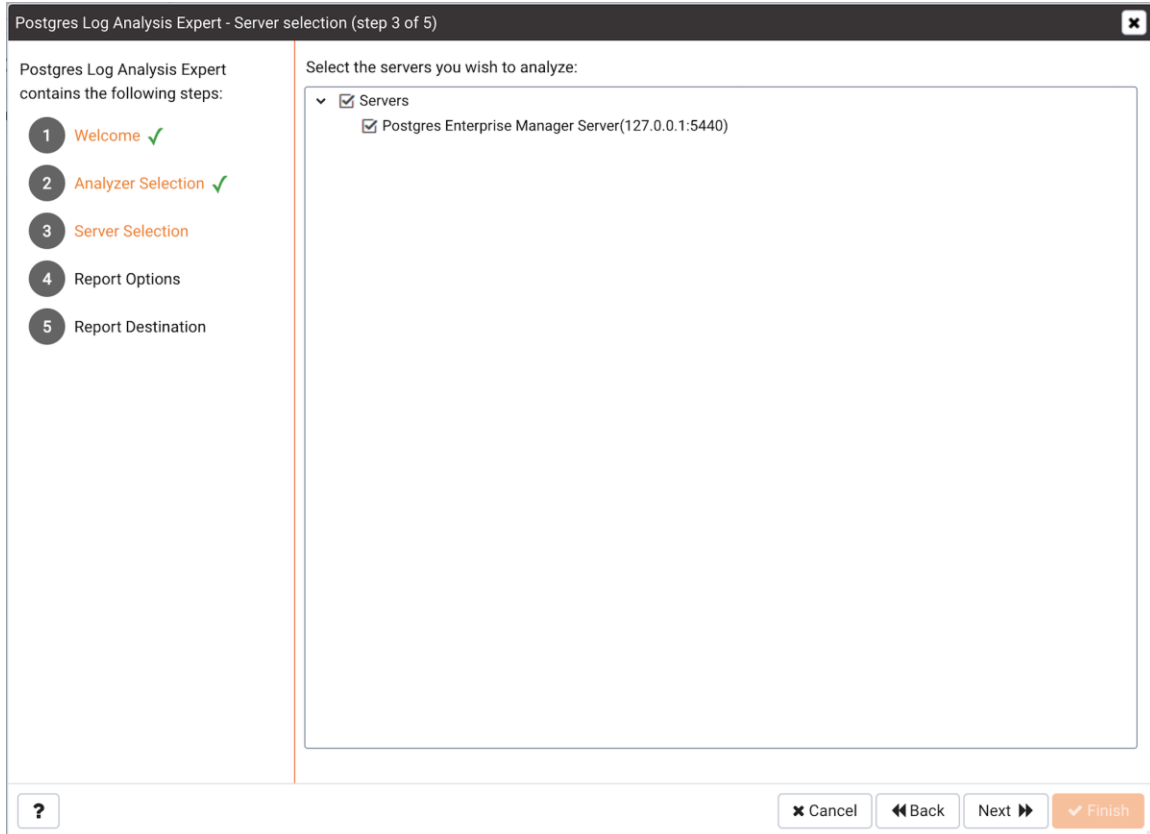 Postgres Log Analysis Expert - Server selection (step 3 of 5)
Postgres Log Analysis Expert
contains the following steps:
1 Welcome
2 Analyzer Selection
3 Server Selection
4 Report Options
5 Report Destination
Select the servers you wish to analyze:
Servers
Postgres Enterprise Manager Server(127.0.0.1:5440)
? Cancel Back Next Finish